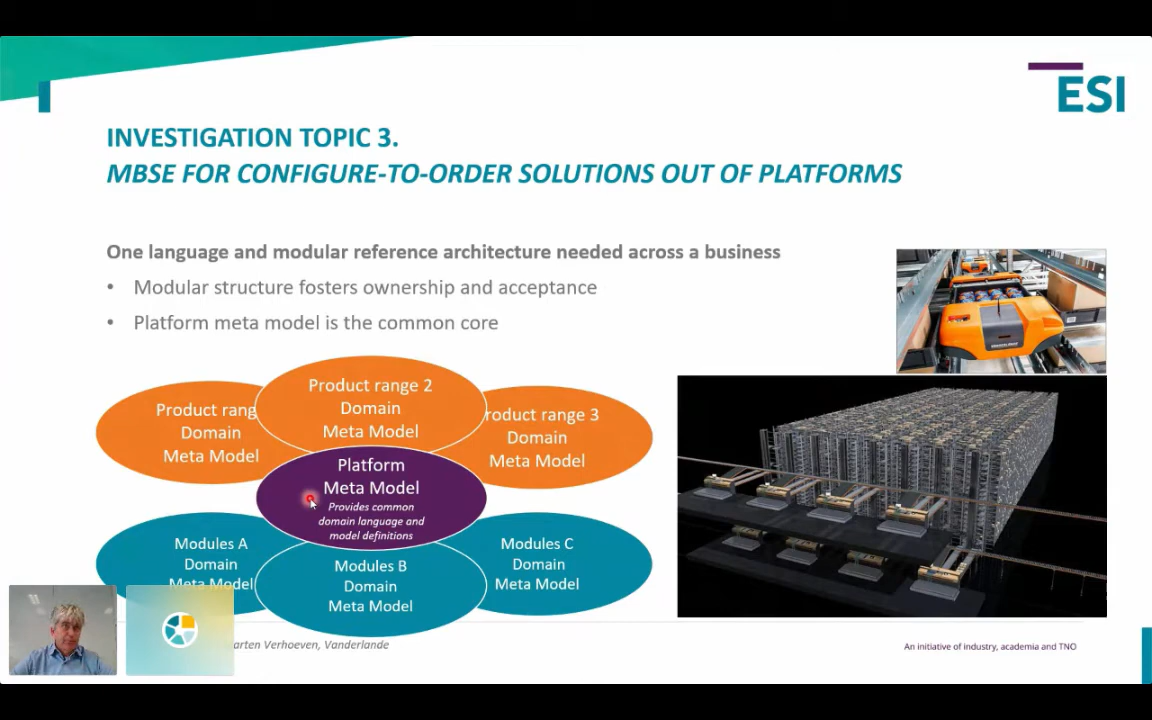 ESI
INVESTIGATION TOPIC 3.
MBSE FOR CONFIGURE-TO-ORDER SOLUTIONS OUT OF PLATFORMS
One language and modular reference architecture needed across a business
• Modular structure fosters ownership and acceptance
• Platform meta model is the common core
Product rang
Domain
Meta Model
Product range 2
Domain
Meta Model
roduct range 3
Domain
Meta Model
Platform
Meta Model
Provides common
domain language and
model definitions
Modules A
Domain
Meta Model
Modules B
Domain
Meta Model
Modules C
Domain
Meta Model
arten Verhoeven, Vanderlande
An initiative of industry, academia and TNO